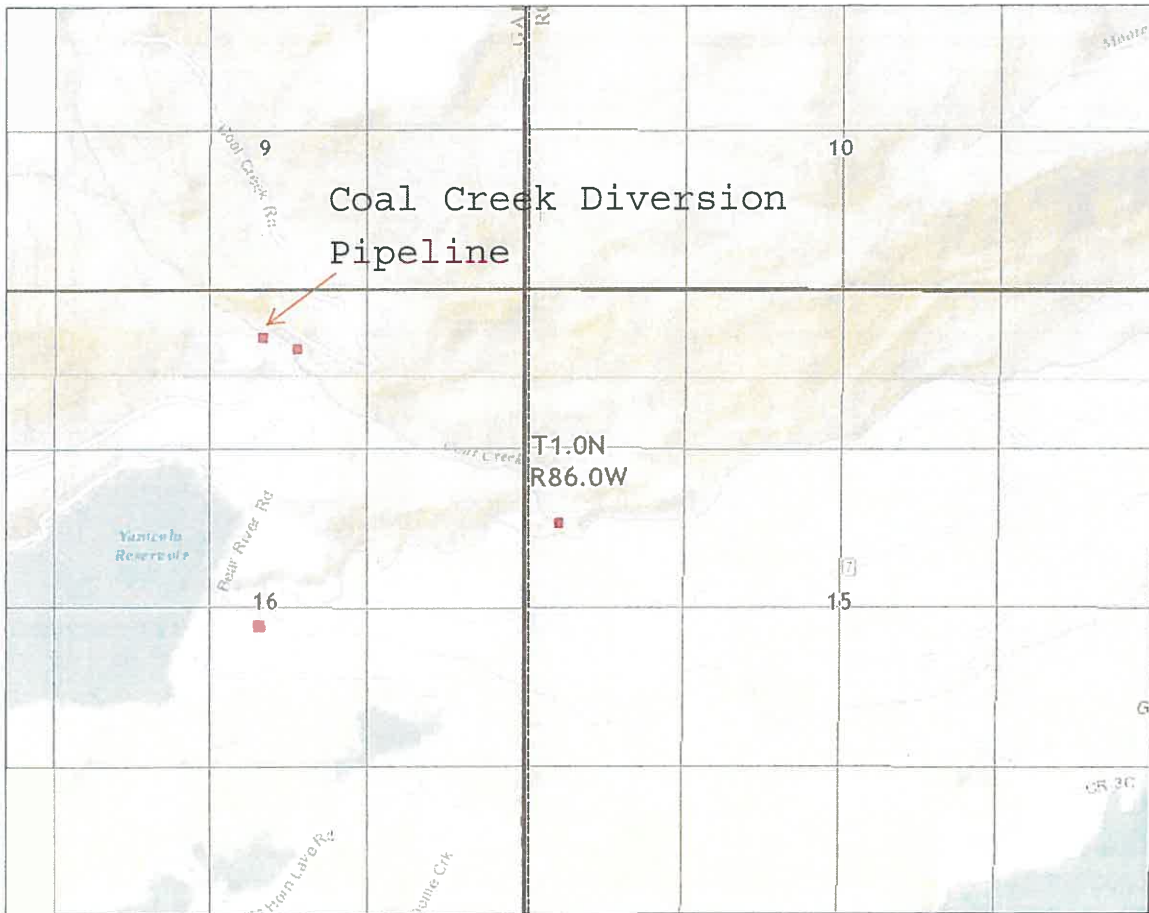 Moore
9
10
Coal Creek Rd
Coal Creek Diversion
Pipeline
Coal Creek
T1.0N
R86.0W
Yamcolo
Reservoir
Bear River Rd
7
16
15
G
CR 3C
Horn Lake Rd
ome Crk